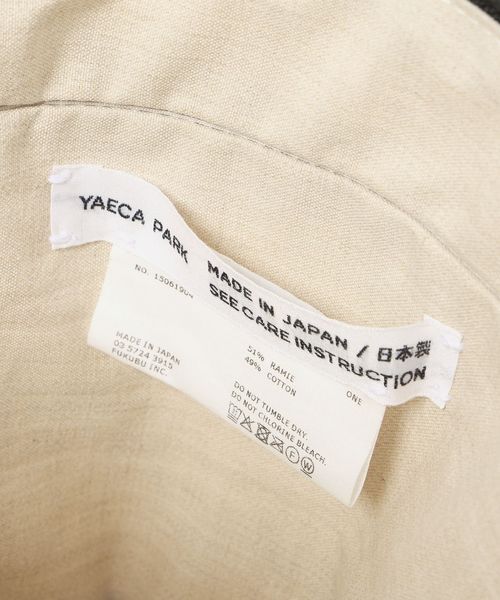 YAECA PARK
MADE IN JAPAN / 日本製
SEE CARE INSTRUCTION
NO. 15061904
ONE
51% RAMIE
49% COTTON
MADE IN JAPAN
03 5724 3915
FUKUBU INC.
DO NOT TUMBLE DRY.
DO NOT CHLORINE BLEACH.
F W